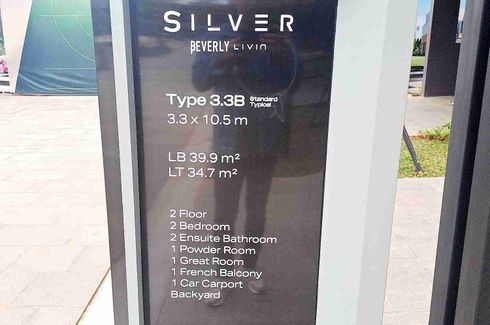 SILVER
BEVERLY LIVIN
Type 3.3B Standard
Typical
3.3 x 10.5 m
LB 39.9 m²
LT 34.7 m²
2 Floor
2 Bedroom
2 Ensuite Bathroom
1 Powder Room
1 Great Room
1 French Balcony
1 Car Carport
Backyard